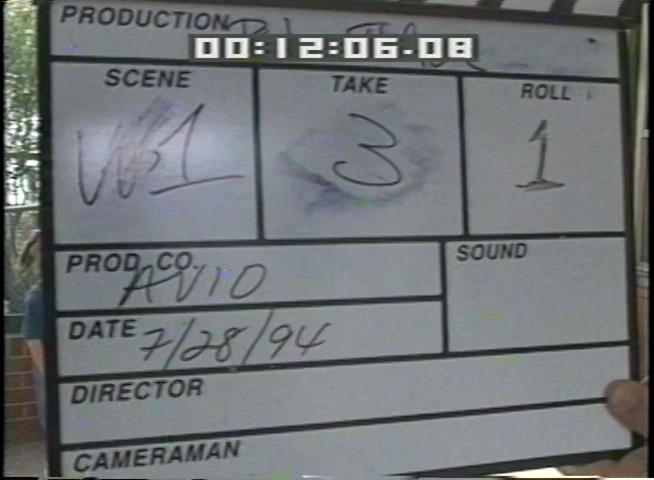 PRODUCTION
00:12:06.08
SCENE TAKE ROLL
W1 3 1
PROD. CO. AVIO
SOUND
DATE 7/28/94
DIRECTOR
CAMERAMAN